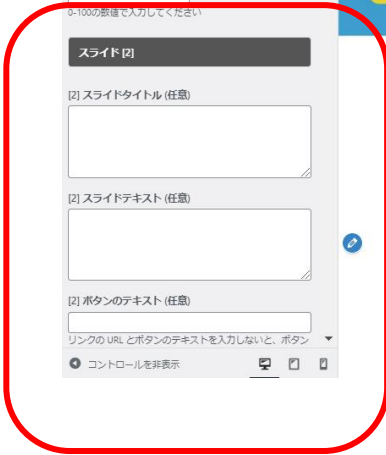 0-100の数値で入力してください
スライド [2]
[2] スライドタイトル (任意)
[2] スライドテキスト (任意)
[2] ボタンのテキスト (任意)
リンクの URL とボタンのテキストを入力しないと、ボタン
コントロールを非表示